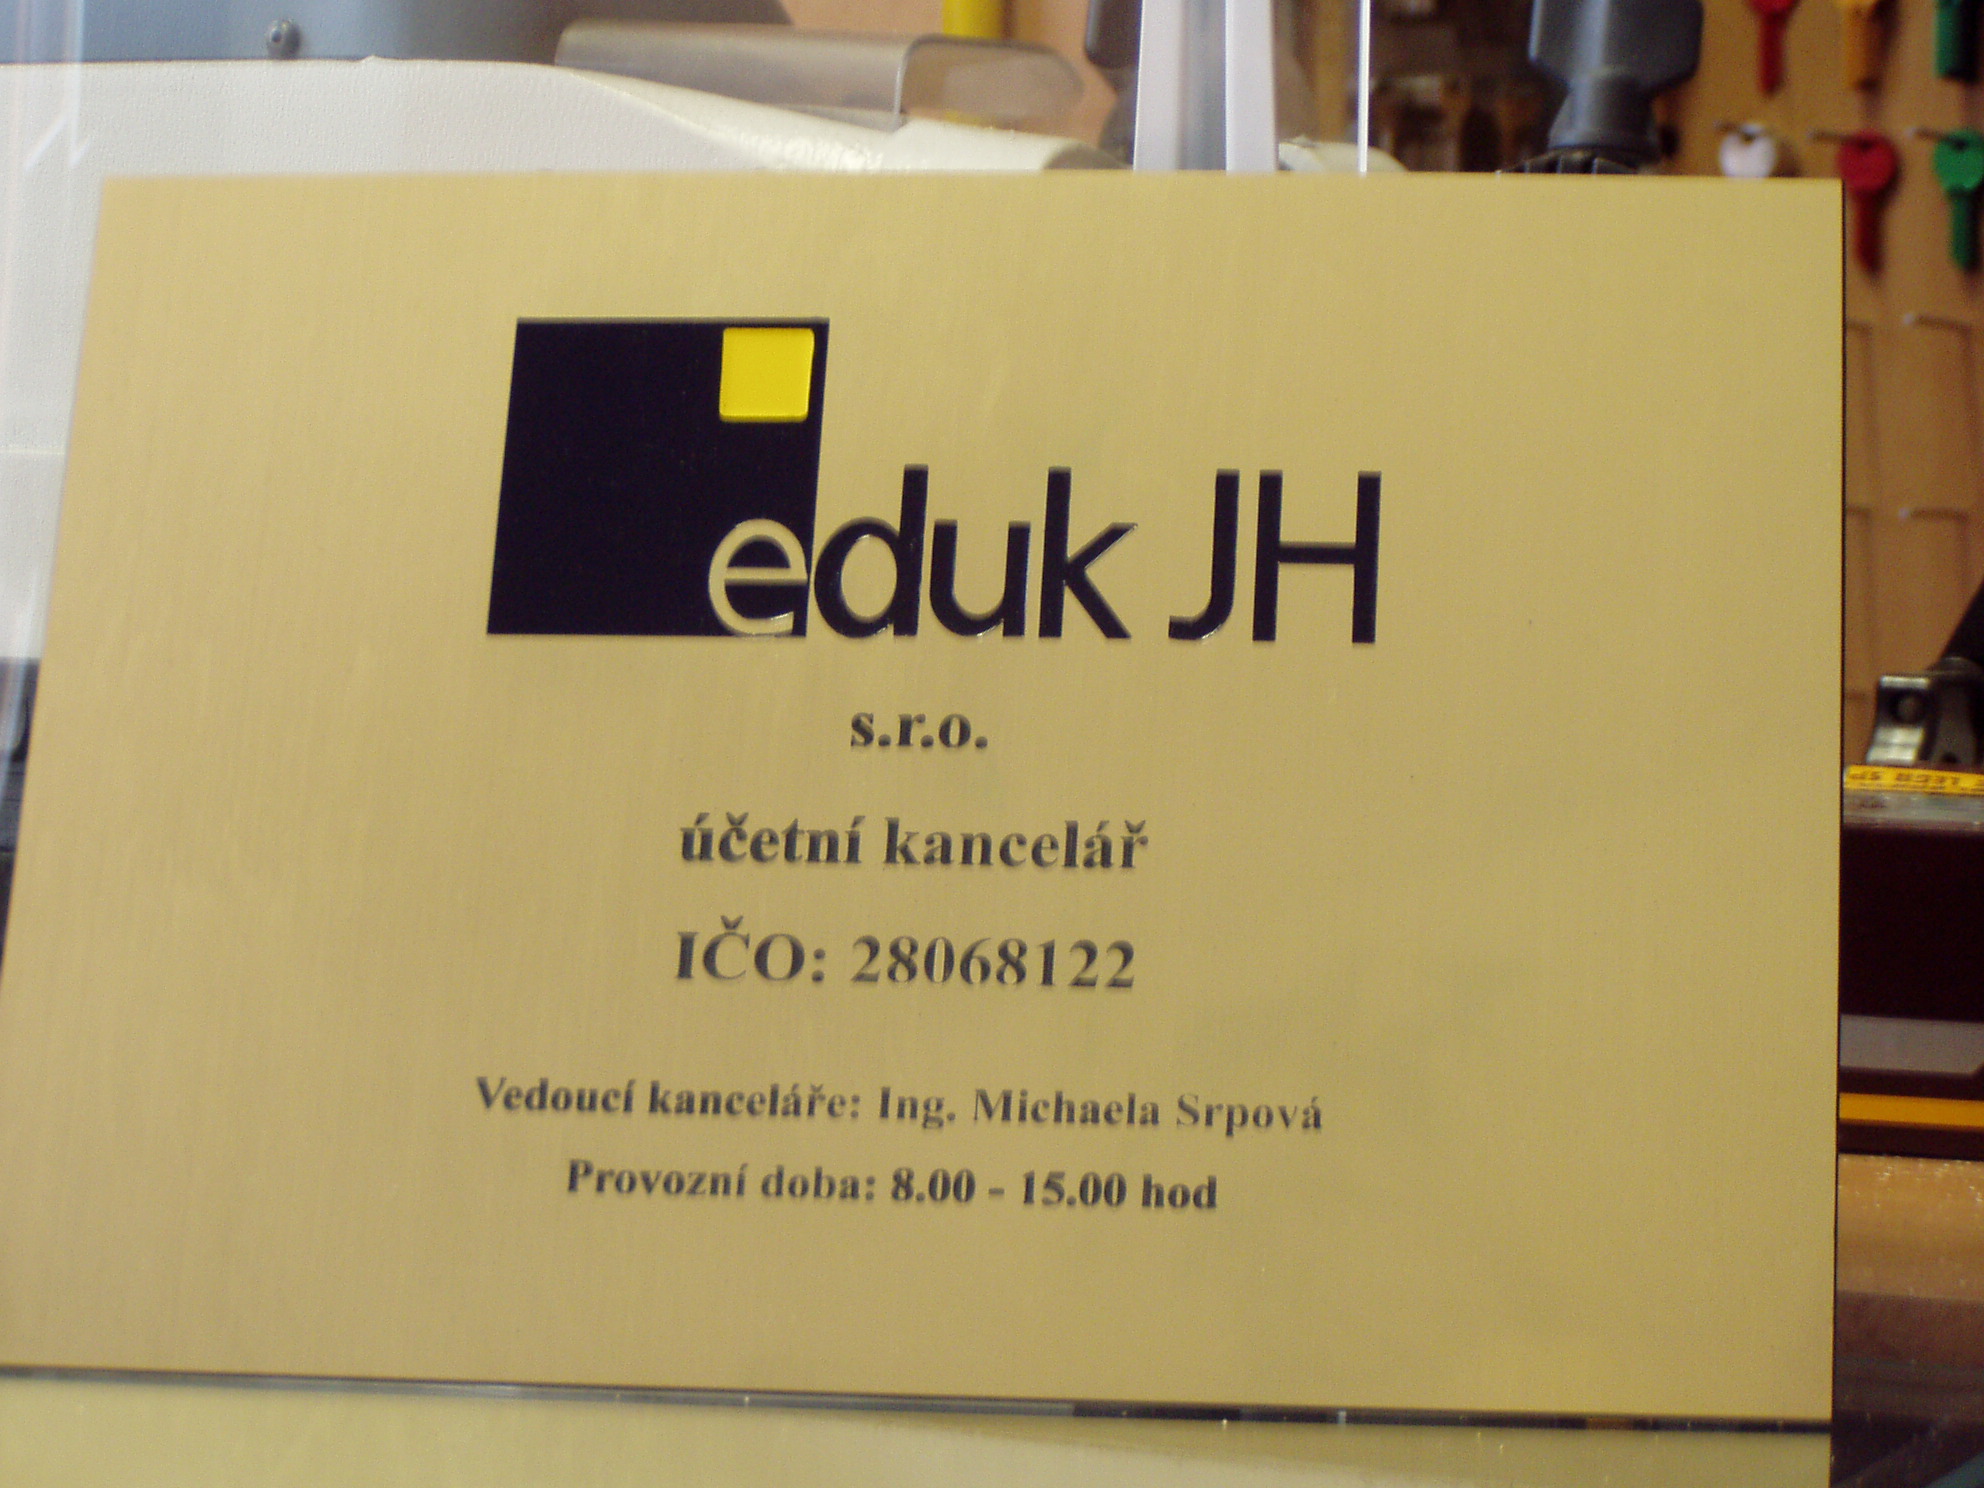 eduk JH
s.r.o.
účetní kancelář
IČO: 28068122
Vedoucí kanceláře: Ing. Michaela Srpová
Provozní doba: 8.00 - 15.00 hod